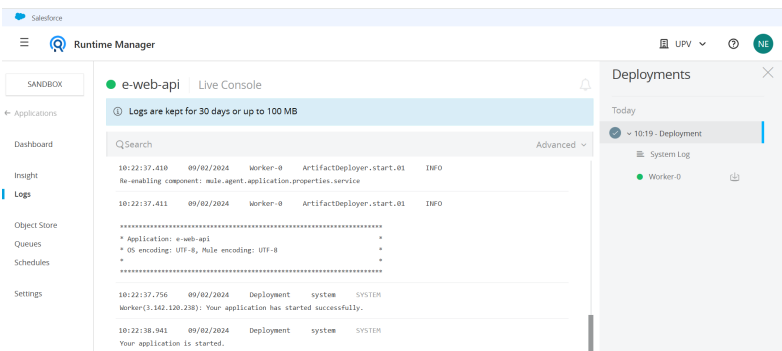 Salesforce
Runtime Manager
UPV
NE
SANDBOX
Applications
Dashboard
Insight
Logs
Object Store
Queues
Schedules
Settings
e-web-api Live Console
Logs are kept for 30 days or up to 100 MB
Search Advanced
10:22:37.410 09/02/2024 Worker-0 ArtifactDeployer.start.01 INFO
Re-enabling component: mule.agent.application.properties.service
10:22:37.411 09/02/2024 Worker-0 ArtifactDeployer.start.01 INFO
**********************************************************************
* Application: e-web-api *
* OS encoding: UTF-8, Mule encoding: UTF-8 *
* *
**********************************************************************
10:22:37.756 09/02/2024 Deployment system SYSTEM
Worker(3.142.120.238): Your application has started successfully.
10:22:38.941 09/02/2024 Deployment system SYSTEM
Your application is started.
Deployments
Today
10:19 - Deployment
System Log
Worker-0